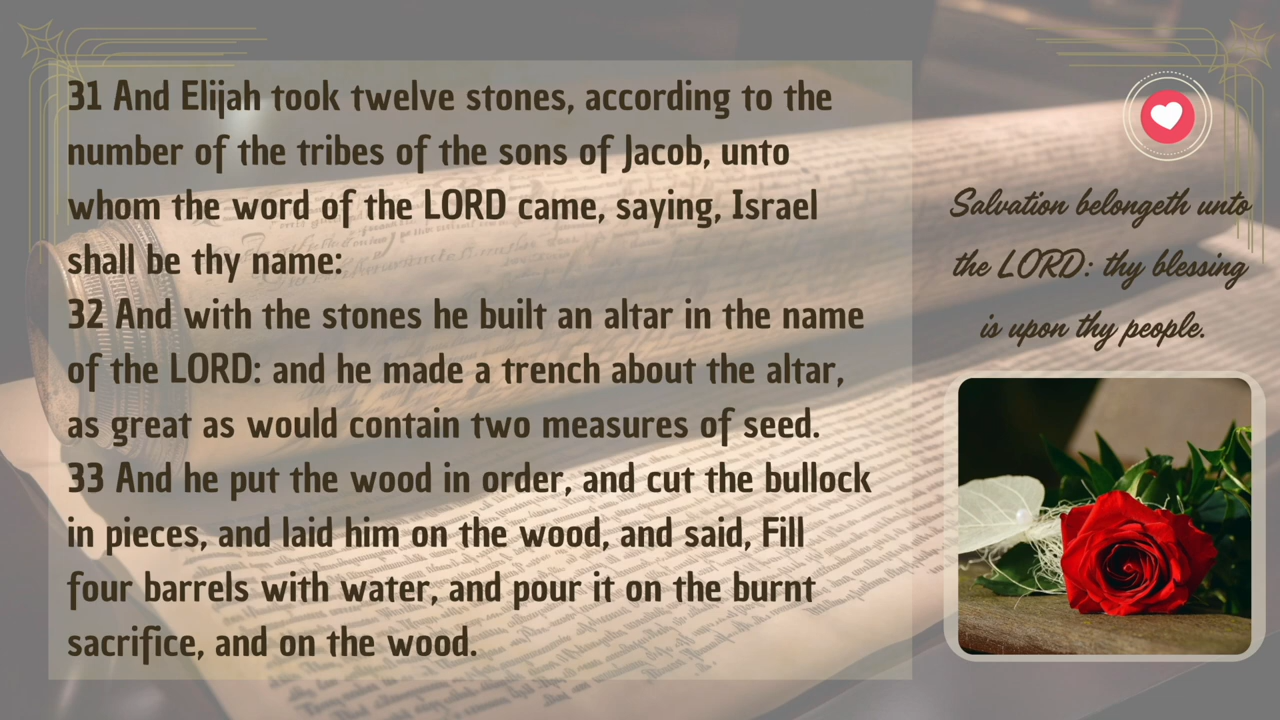 31 And Elijah took twelve stones, according to the
number of the tribes of the sons of Jacob, unto
whom the word of the LORD came, saying, Israel
shall be thy name:
32 And with the stones he built an altar in the name
of the LORD: and he made a trench about the altar,
as great as would contain two measures of seed.
33 And he put the wood in order, and cut the bullock
in pieces, and laid him on the wood, and said, Fill
four barrels with water, and pour it on the burnt
sacrifice, and on the wood.
Salvation belongeth unto
the LORD: thy blessing
is upon thy people.